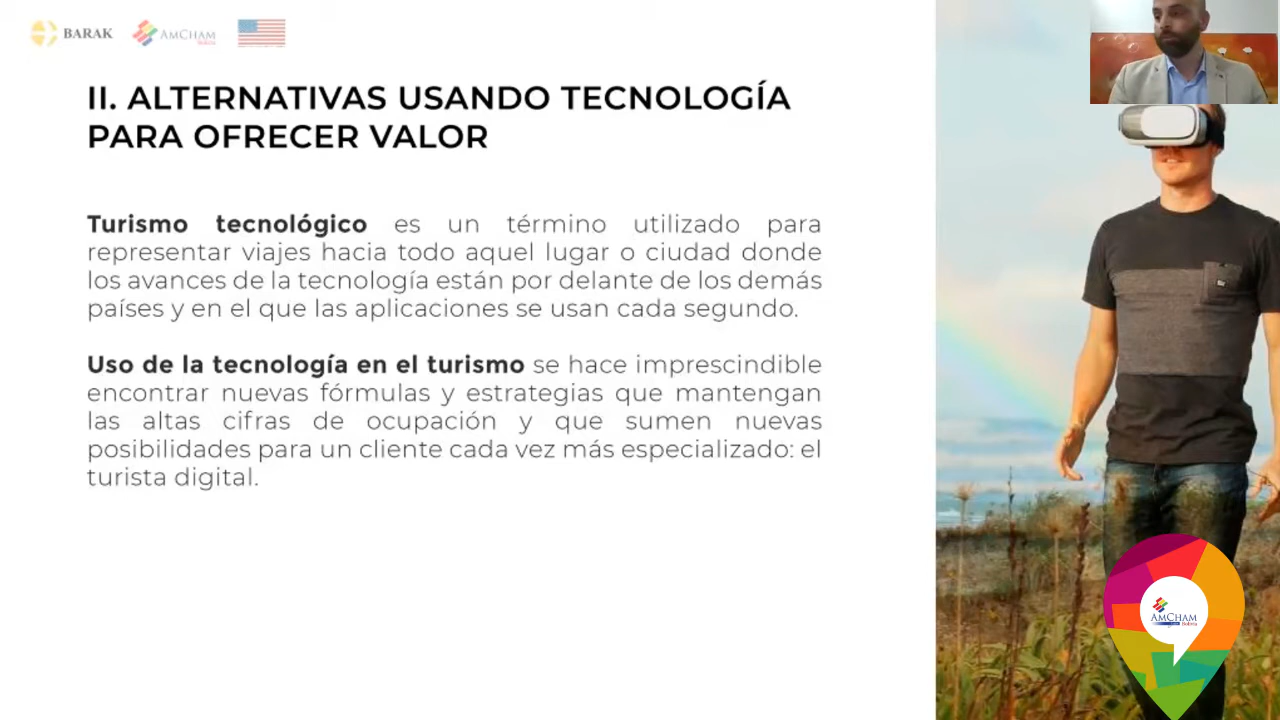 BARAK
AMCHAM
Bolivia
II. ALTERNATIVAS USANDO TECNOLOGÍA
PARA OFRECER VALOR
Turismo tecnológico es un término utilizado para
representar viajes hacia todo aquel lugar o ciudad donde
los avances de la tecnología están por delante de los demás
países y en el que las aplicaciones se usan cada segundo.
Uso de la tecnología en el turismo se hace imprescindible
encontrar nuevas fórmulas y estrategias que mantengan
las altas cifras de ocupación y que sumen nuevas
posibilidades para un cliente cada vez más especializado: el
turista digital.
AMCHAM
Bolivia